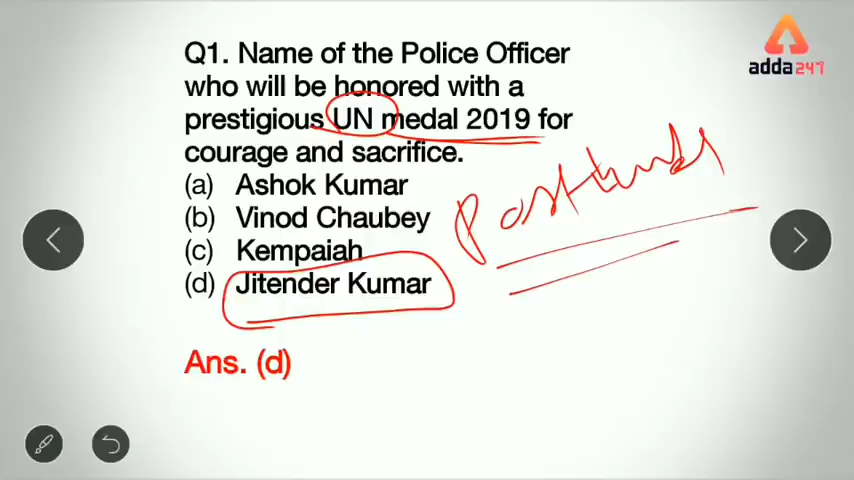 Q1. Name of the Police Officer
who will be honored with a
prestigious UN medal 2019 for
courage and sacrifice.
(a) Ashok Kumar
(b) Vinod Chaubey
(c) Kempaiah
(d) Jitender Kumar
Ans. (d)
adda247